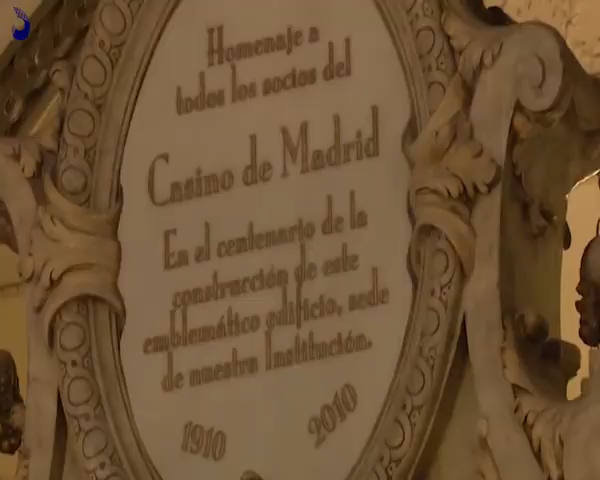 Homenaje a
todos los socios del
Casino de Madrid
En el centenario de la
construcción de este
emblemático edificio, sede
de nuestra Institución.
1910 2010